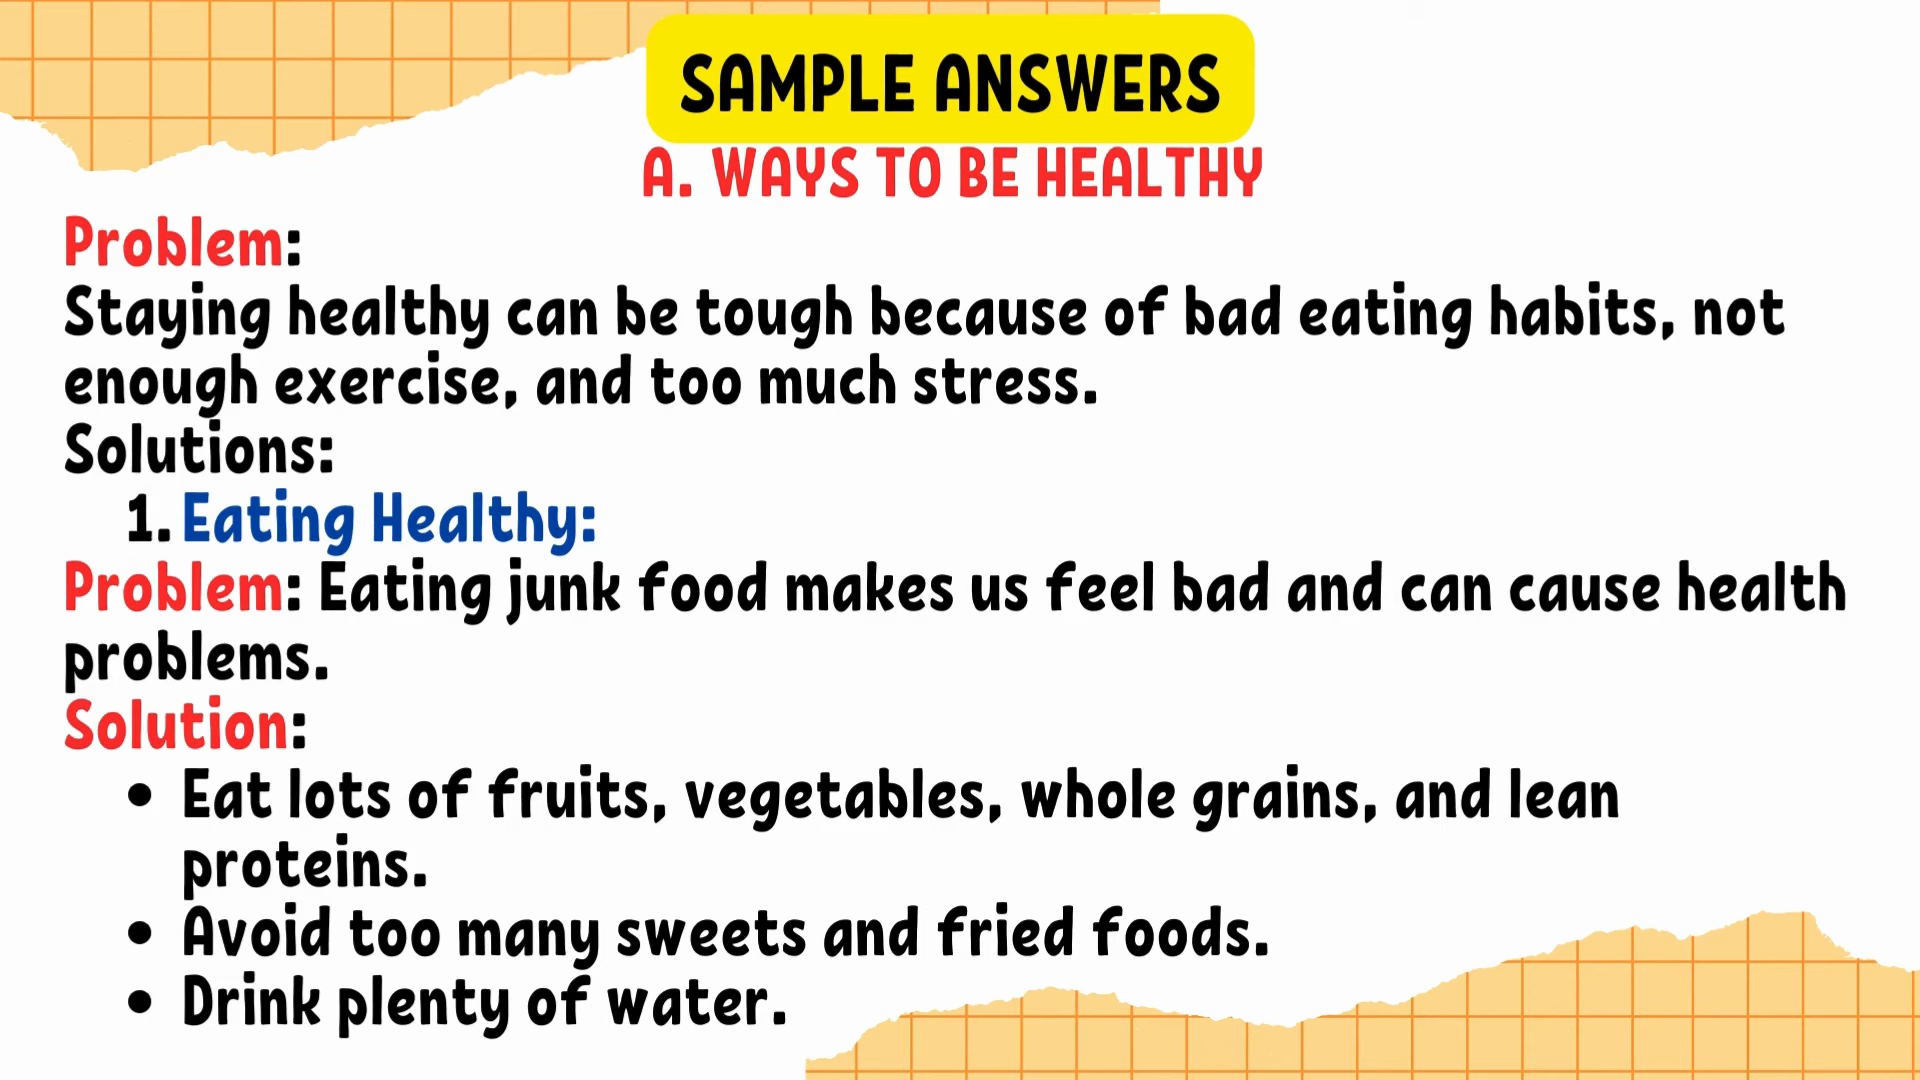 SAMPLE ANSWERS
A. WAYS TO BE HEALTHY
Problem:
Staying healthy can be tough because of bad eating habits, not
enough exercise, and too much stress.
Solutions:
1. Eating Healthy:
Problem: Eating junk food makes us feel bad and can cause health
problems.
Solution:
• Eat lots of fruits, vegetables, whole grains, and lean
proteins.
• Avoid too many sweets and fried foods.
• Drink plenty of water.